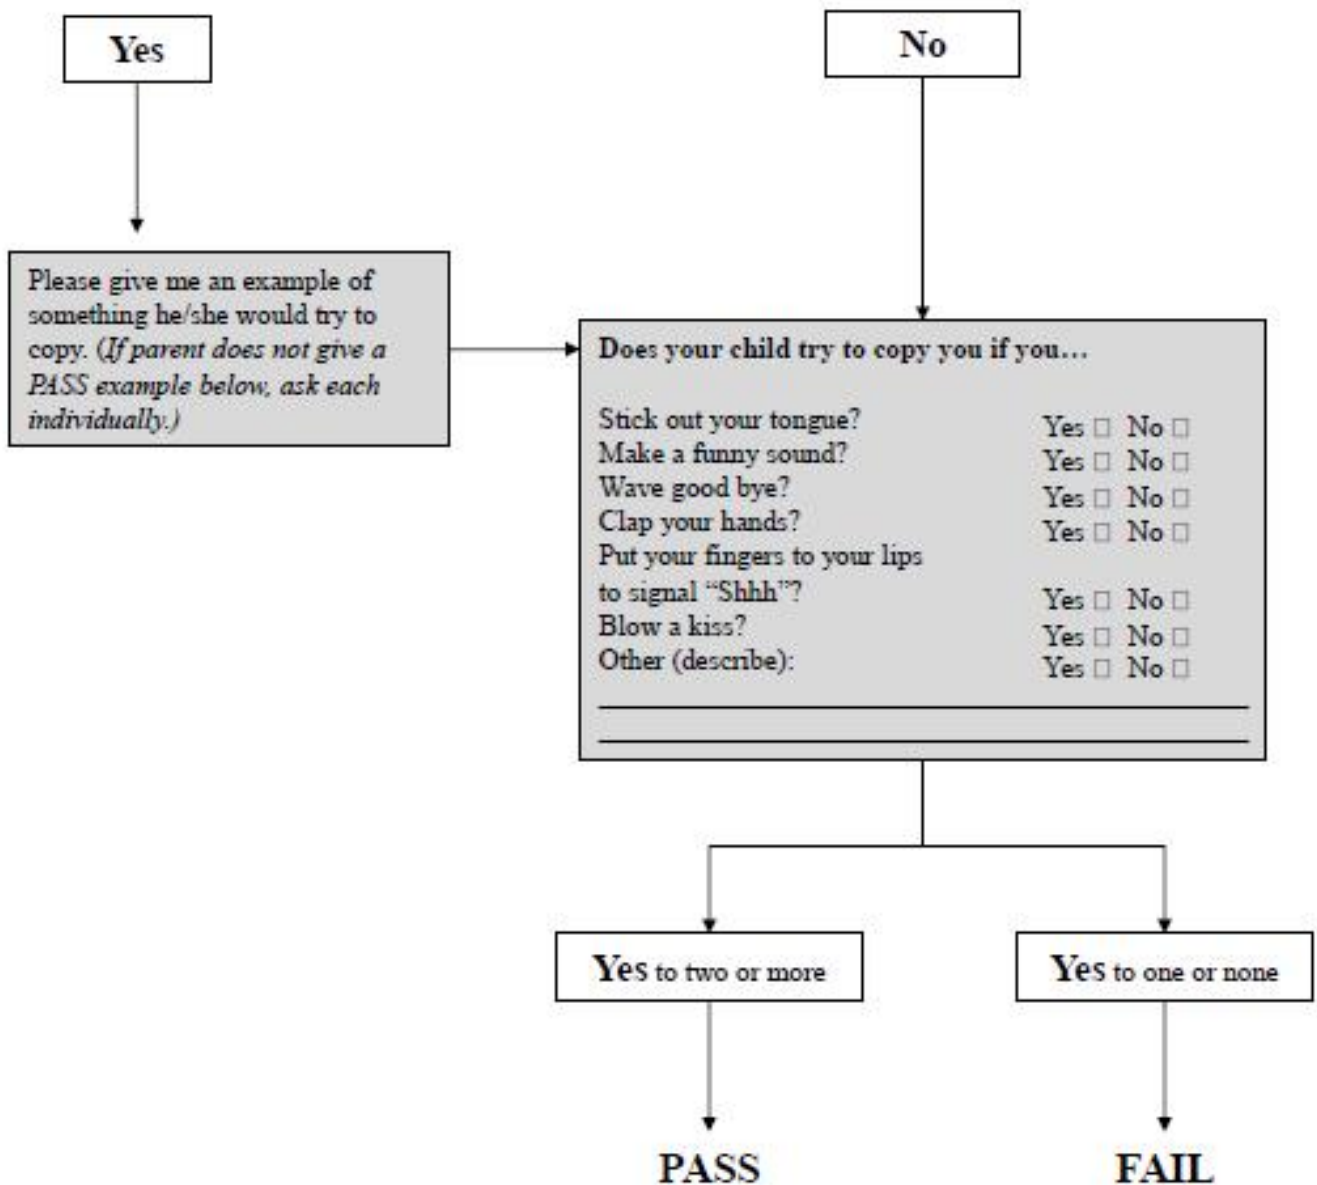 Yes
No
Please give me an example of
something he/she would try to
copy. (If parent does not give a
PASS example below, ask each
individually.)
Does your child try to copy you if you…
Stick out your tongue? Yes □ No □
Make a funny sound? Yes □ No □
Wave good bye? Yes □ No □
Clap your hands? Yes □ No □
Put your fingers to your lips
to signal “Shhh”? Yes □ No □
Blow a kiss? Yes □ No □
Other (describe): Yes □ No □
Yes to two or more
Yes to one or none
PASS
FAIL